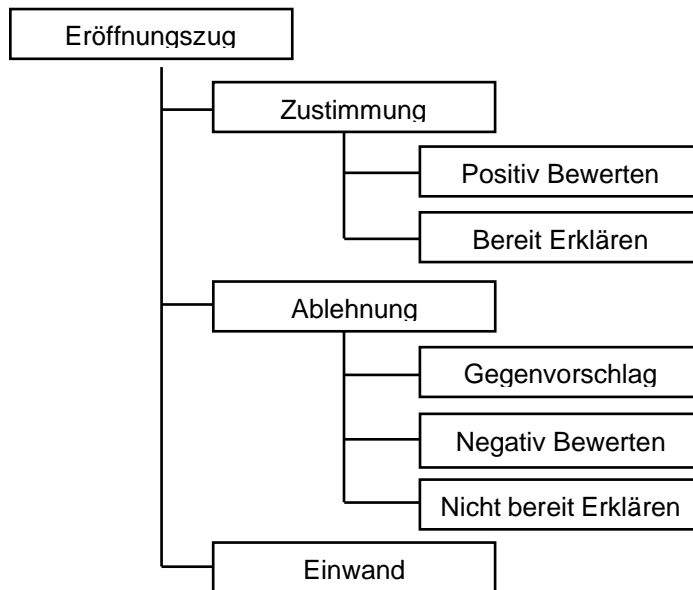 Eröffnungszug
Zustimmung
Positiv Bewerten
Bereit Erklären
Ablehnung
Gegenvorschlag
Negativ Bewerten
Nicht bereit Erklären
Einwand